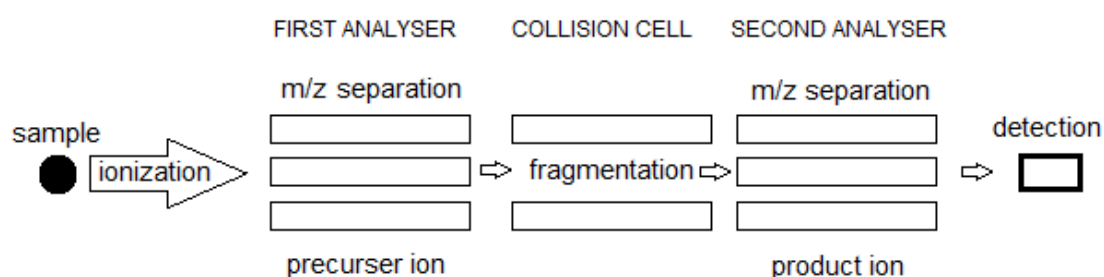 FIRST ANALYSER COLLISION CELL SECOND ANALYSER
m/z separation m/z separation
sample detection
ionization fragmentation
precurser ion product ion